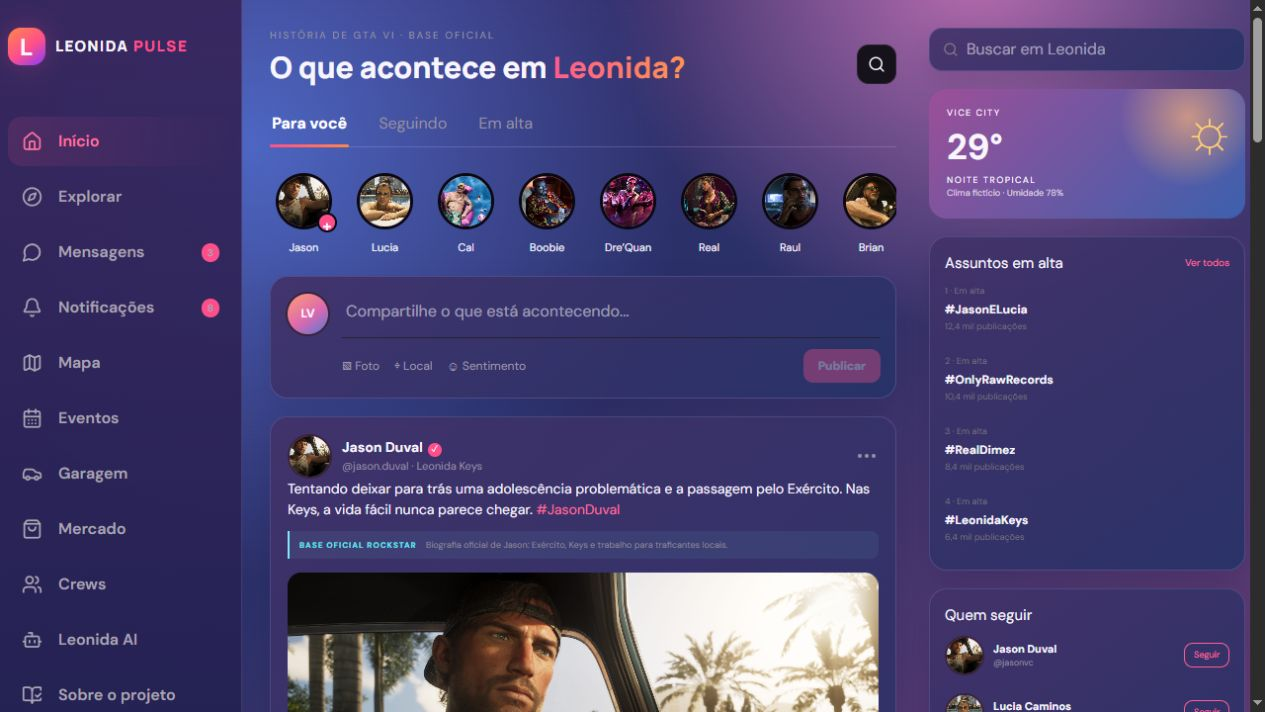 L LEONIDA PULSE
Início
Explorar
Mensagens 3
Notificações 8
Mapa
Eventos
Garagem
Mercado
Crews
Leonida AI
Sobre o projeto
HISTÓRIA DE GTA VI · BASE OFICIAL
O que acontece em Leonida?
Para você Seguindo Em alta
Jason Lucia Cal Boobie Dre'Quan Real Raul Brian
LV Compartilhe o que está acontecendo...
Foto Local Sentimento Publicar
Jason Duval
@jason.duval · Leonida Keys
Tentando deixar para trás uma adolescência problemática e a passagem pelo Exército. Nas
Keys, a vida fácil nunca parece chegar. #JasonDuval
BASE OFICIAL ROCKSTAR Biografia oficial de Jason: Exército, Keys e trabalho para traficantes locais.
Buscar em Leonida
VICE CITY
29°
NOITE TROPICAL
Clima fictício · Umidade 78%
Assuntos em alta Ver todos
1 · Em alta
#JasonELucia
12,4 mil publicações
2 · Em alta
#OnlyRawRecords
10,4 mil publicações
3 · Em alta
#RealDimez
8,4 mil publicações
4 · Em alta
#LeonidaKeys
6,4 mil publicações
Quem seguir
Jason Duval
@jasonvc
Seguir
Lucia Caminos
Seguir